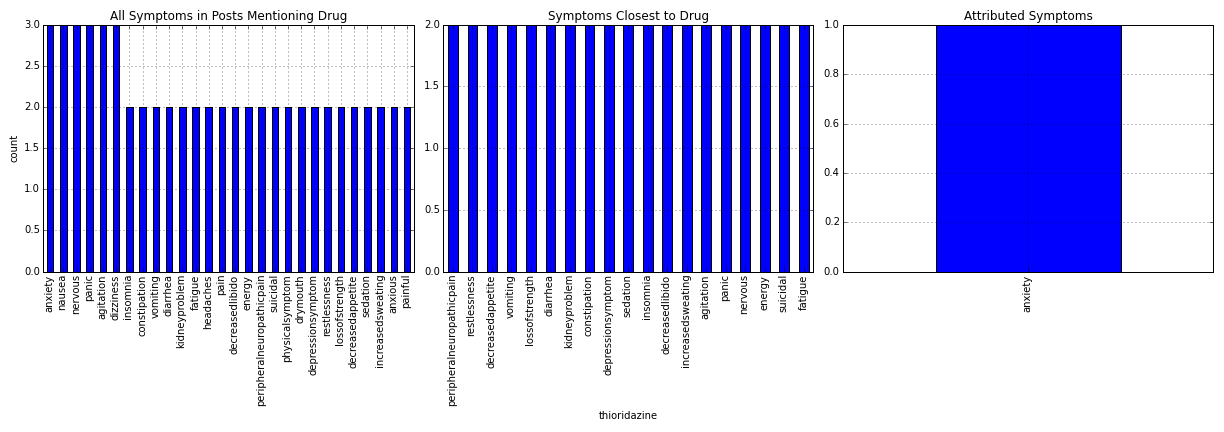 All Symptoms in Posts Mentioning Drug
count
3.0
2.5
2.0
1.5
1.0
0.5
0.0
anxiety
nausea
nervous
panic
agitation
dizziness
insomnia
constipation
vomiting
diarrhea
kidneyproblem
fatigue
headaches
pain
decreasedlibido
energy
peripheralneuropathicpain
suicidal
physicalsymptom
drymouth
depressionsymptom
restlessness
lossofstrength
decreasedappetite
sedation
increasedsweating
anxious
painful
Symptoms Closest to Drug
2.0
1.5
1.0
0.5
0.0
peripheralneuropathicpain
restlessness
decreasedappetite
vomiting
lossofstrength
diarrhea
kidneyproblem
constipation
depressionsymptom
sedation
insomnia
decreasedlibido
increasedsweating
agitation
panic
nervous
energy
suicidal
fatigue
thioridazine
Attributed Symptoms
1.0
0.8
0.6
0.4
0.2
0.0
anxiety